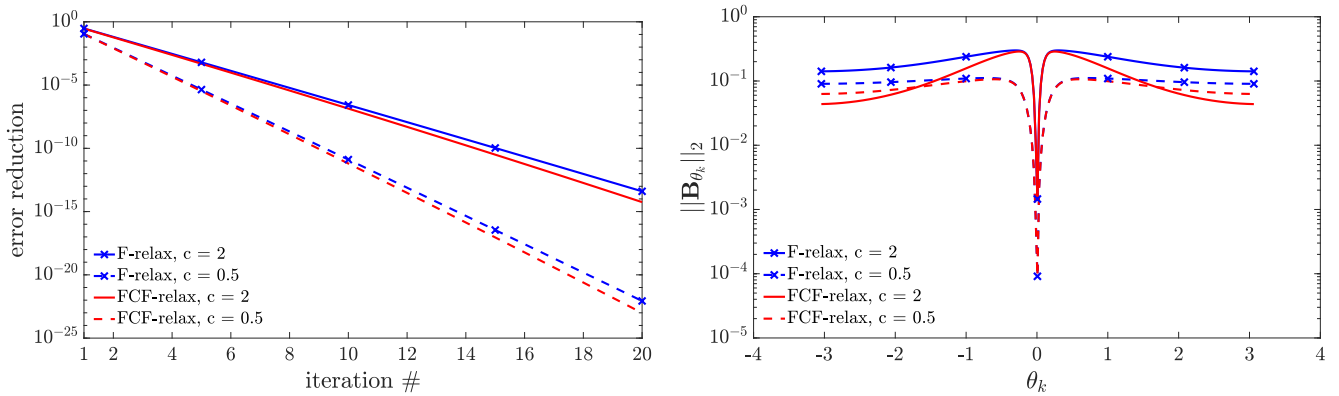 10^0
10^-5
10^-10
10^-15
10^-20
10^-25
error reduction
F-relax, c = 2
F-relax, c = 0.5
FCF-relax, c = 2
FCF-relax, c = 0.5
1 2 4 6 8 10 12 14 16 18 20
iteration #
10^0
10^-1
10^-2
10^-3
10^-4
10^-5
||B_θ_k||_2
F-relax, c = 2
F-relax, c = 0.5
FCF-relax, c = 2
FCF-relax, c = 0.5
-4 -3 -2 -1 0 1 2 3 4
θ_k